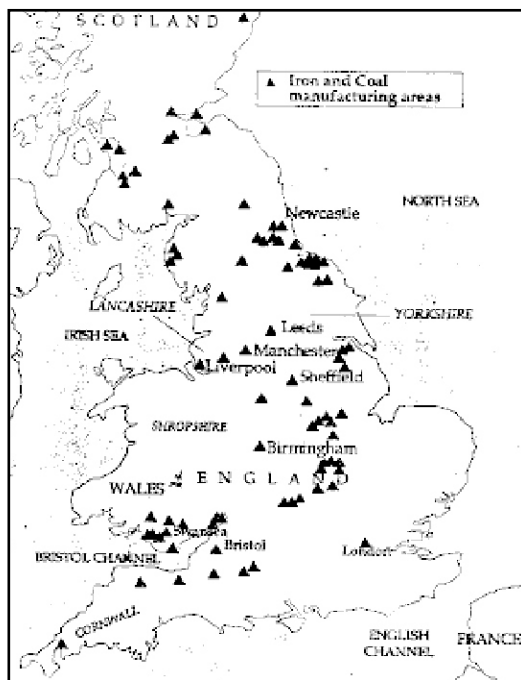 SCOTLAND
Iron and Coal
manufacturing areas
Newcastle
NORTH SEA
LANCASHIRE
YORKSHIRE
IRISH SEA
Leeds
Manchester
Liverpool
Sheffield
SHROPSHIRE
Birmingham
WALES
ENGLAND
Swansea
BRISTOL CHANNEL
Bristol
London
CORNWALL
ENGLISH
CHANNEL
FRANCE